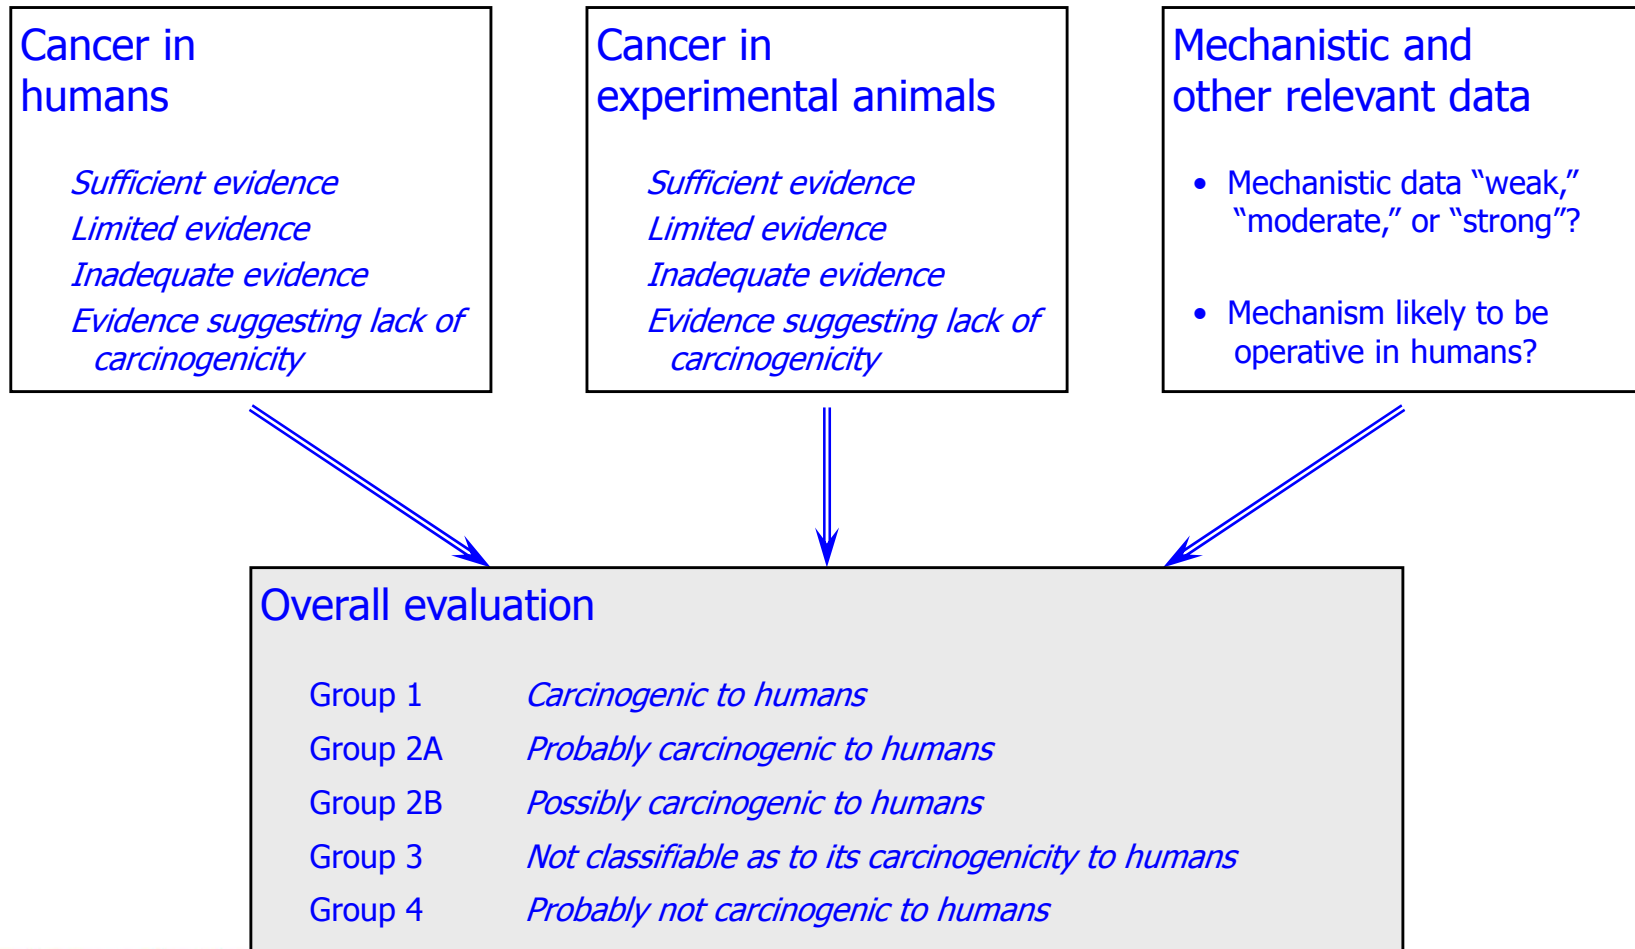 Cancer in
humans
Sufficient evidence
Limited evidence
Inadequate evidence
Evidence suggesting lack of
carcinogenicity
Cancer in
experimental animals
Sufficient evidence
Limited evidence
Inadequate evidence
Evidence suggesting lack of
carcinogenicity
Mechanistic and
other relevant data
• Mechanistic data “weak,”
“moderate,” or “strong”?
• Mechanism likely to be
operative in humans?
Overall evaluation
Group 1 Carcinogenic to humans
Group 2A Probably carcinogenic to humans
Group 2B Possibly carcinogenic to humans
Group 3 Not classifiable as to its carcinogenicity to humans
Group 4 Probably not carcinogenic to humans